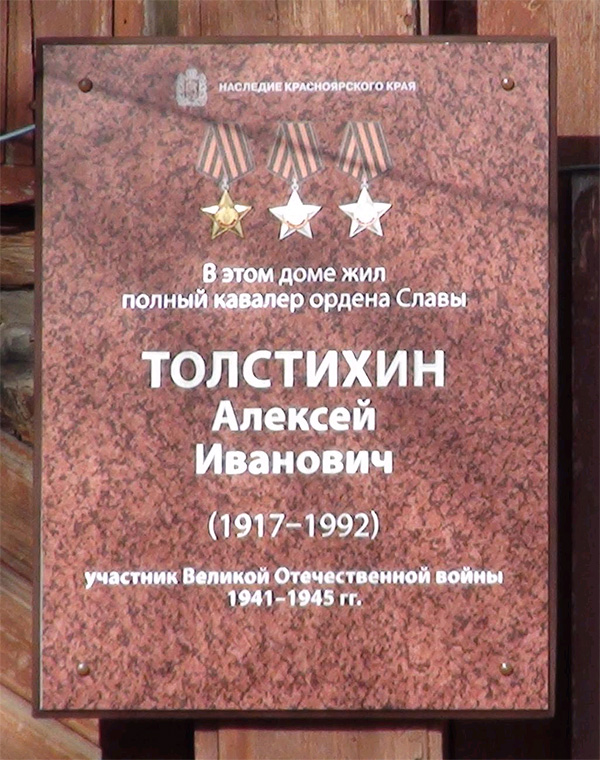 НАСЛЕДИЕ КРАСНОЯРСКОГО КРАЯ
В этом доме жил
полный кавалер ордена Славы
ТОЛСТИХИН
Алексей
Иванович
(1917–1992)
участник Великой Отечественной войны
1941–1945 гг.